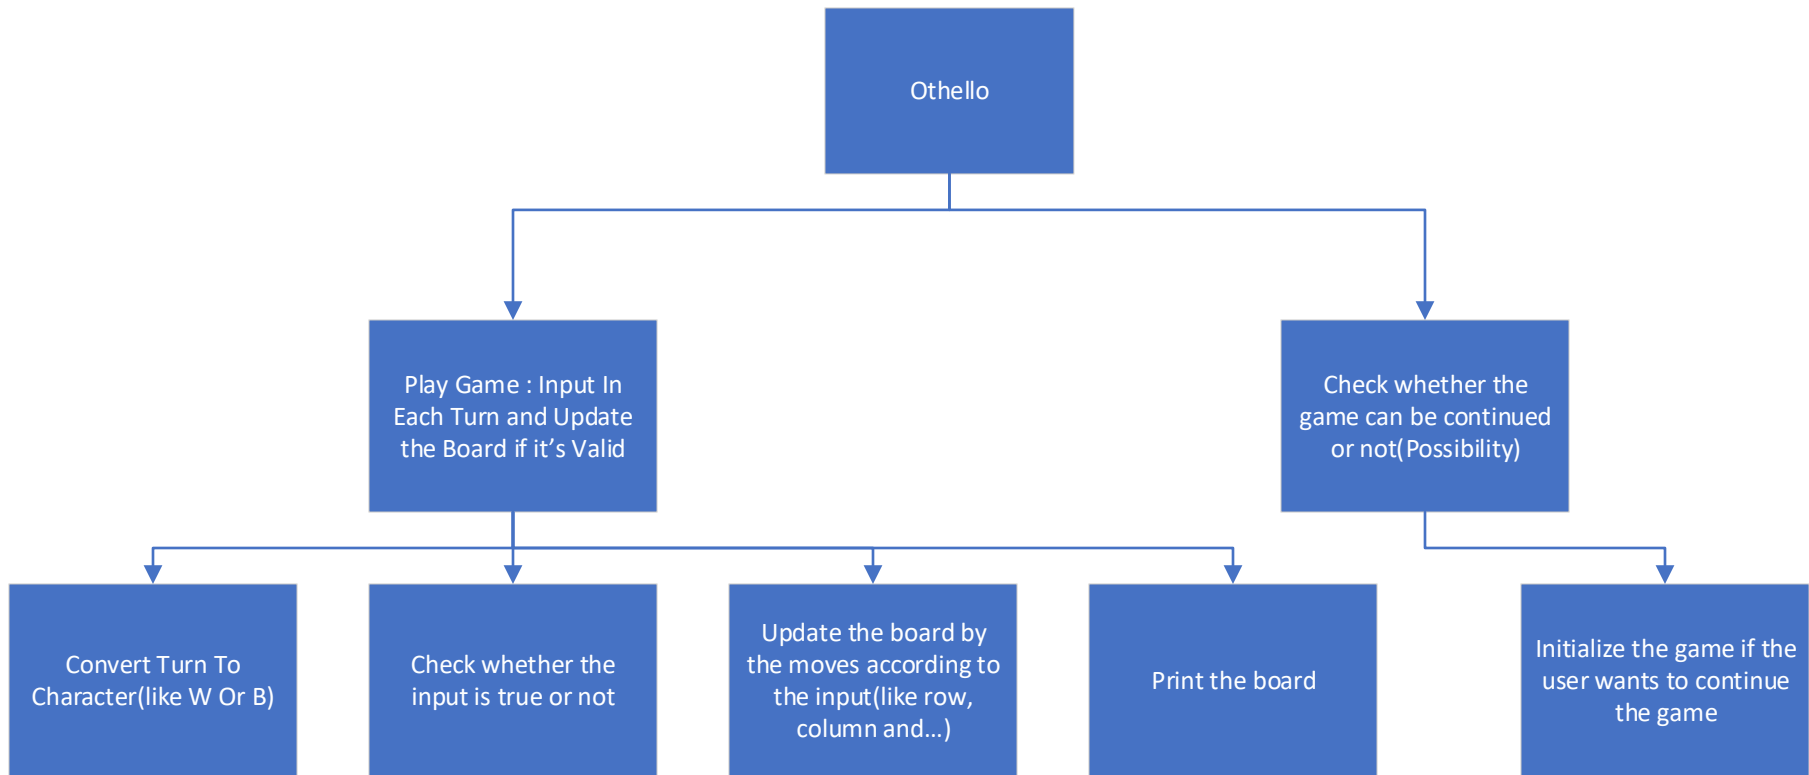 Othello
Play Game : Input In
Each Turn and Update
the Board if it’s Valid
Check whether the
game can be continued
or not(Possibility)
Convert Turn To
Character(like W Or B)
Check whether the
input is true or not
Update the board by
the moves according to
the input(like row,
column and…)
Print the board
Initialize the game if the
user wants to continue
the game